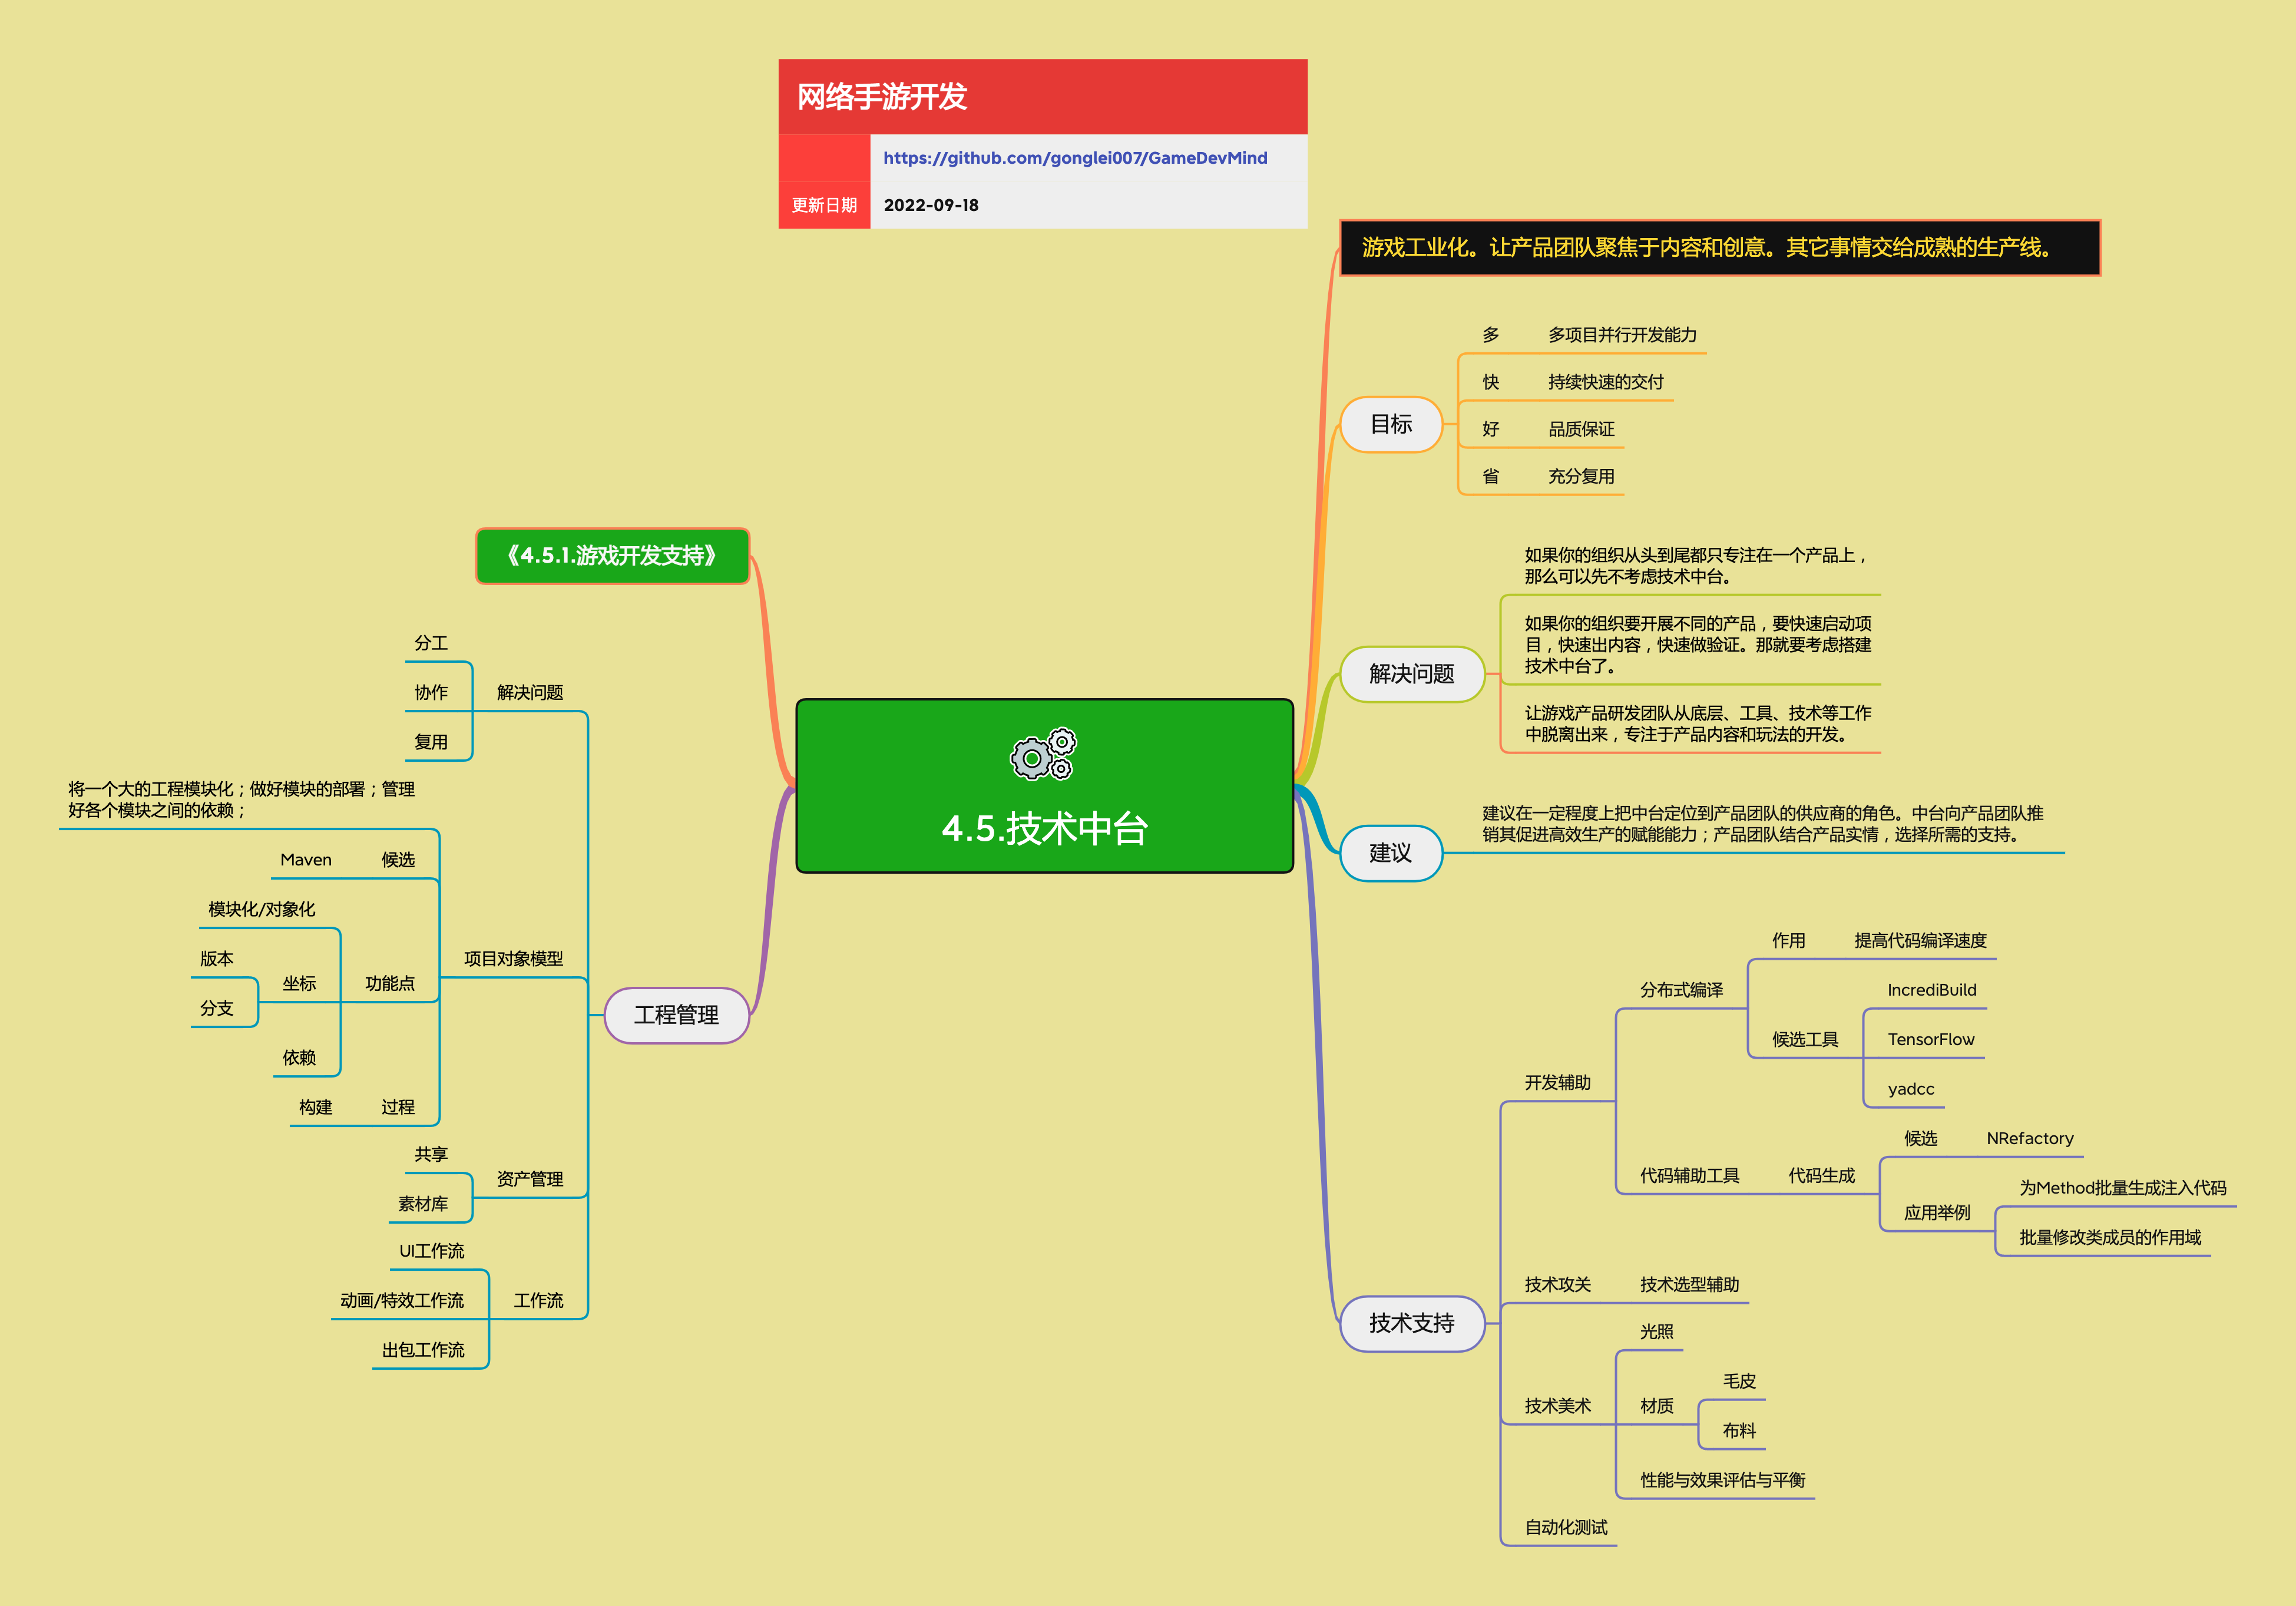 网络手游开发
https://github.com/gonglei007/GameDevMind
更新日期
2022-09-18
4.5.技术中台
游戏工业化。让产品团队聚焦于内容和创意。其它事情交给成熟的生产线。
目标
多
多项目并行开发能力
快
持续快速的交付
好
品质保证
省
充分复用
解决问题
如果你的组织从头到尾都只专注在一个产品上，
那么可以先不考虑技术中台。
如果你的组织要开展不同的产品，要快速启动项
目，快速出内容，快速做验证。那就要考虑搭建
技术中台了。
让游戏产品研发团队从底层、工具、技术等工作
中脱离出来，专注于产品内容和玩法的开发。
建议
建议在一定程度上把中台定位到产品团队的供应商的角色。中台向产品团队推
销其促进高效生产的赋能能力；产品团队结合产品实情，选择所需的支持。
技术支持
开发辅助
分布式编译
作用
提高代码编译速度
候选工具
IncrediBuild
TensorFlow
yadcc
代码辅助工具
代码生成
候选
NRefactory
应用举例
为Method批量生成注入代码
批量修改类成员的作用域
技术攻关
技术选型辅助
技术美术
光照
材质
毛皮
布料
性能与效果评估与平衡
自动化测试
《4.5.1.游戏开发支持》
工程管理
解决问题
分工
协作
复用
项目对象模型
将一个大的工程模块化；做好模块的部署；管理
好各个模块之间的依赖；
候选
Maven
功能点
模块化/对象化
坐标
版本
分支
依赖
过程
构建
资产管理
共享
素材库
工作流
UI工作流
动画/特效工作流
出包工作流